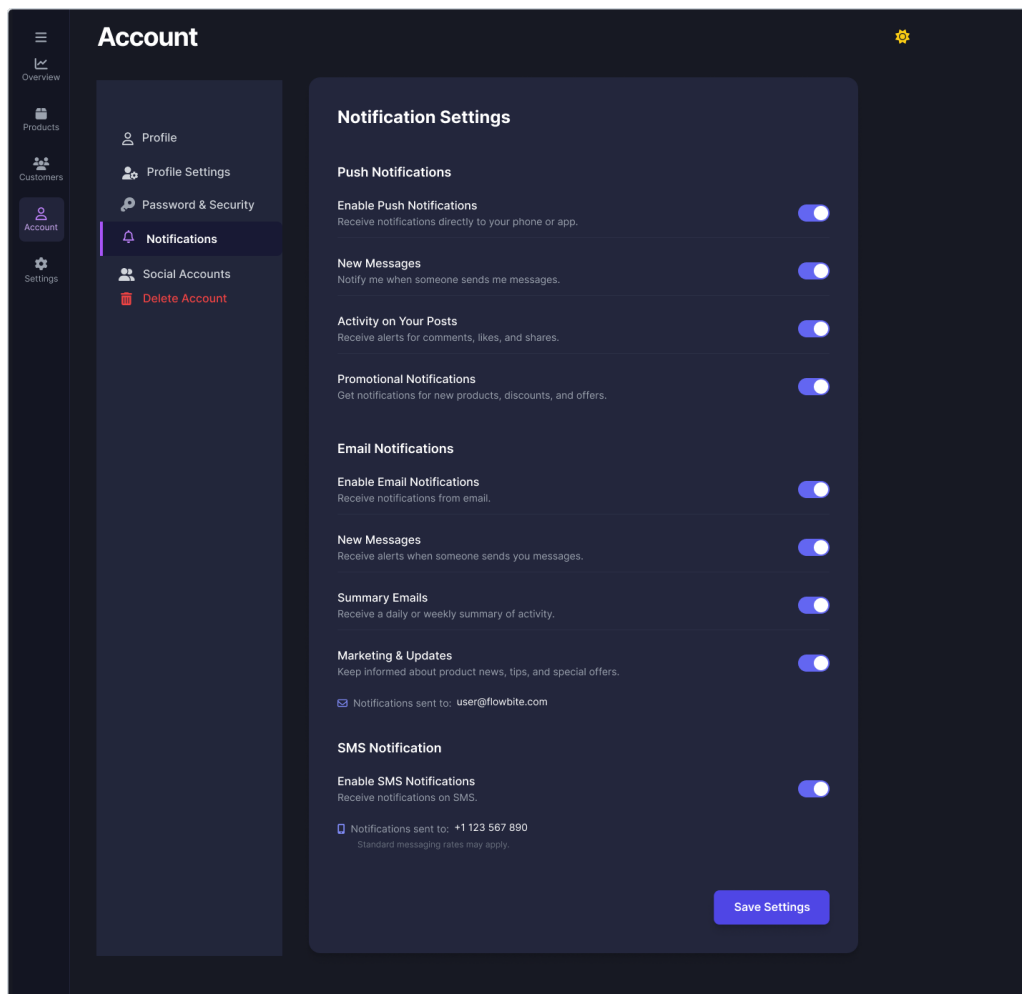 Account
Overview
Products
Customers
Account
Settings
Profile
Profile Settings
Password & Security
Notifications
Social Accounts
Delete Account
Notification Settings
Push Notifications
Enable Push Notifications
Receive notifications directly to your phone or app.
New Messages
Notify me when someone sends me messages.
Activity on Your Posts
Receive alerts for comments, likes, and shares.
Promotional Notifications
Get notifications for new products, discounts, and offers.
Email Notifications
Enable Email Notifications
Receive notifications from email.
New Messages
Receive alerts when someone sends you messages.
Summary Emails
Receive a daily or weekly summary of activity.
Marketing & Updates
Keep informed about product news, tips, and special offers.
Notifications sent to: user@flowbite.com
SMS Notification
Enable SMS Notifications
Receive notifications on SMS.
Notifications sent to: +1 123 567 890
Standard messaging rates may apply.
Save Settings